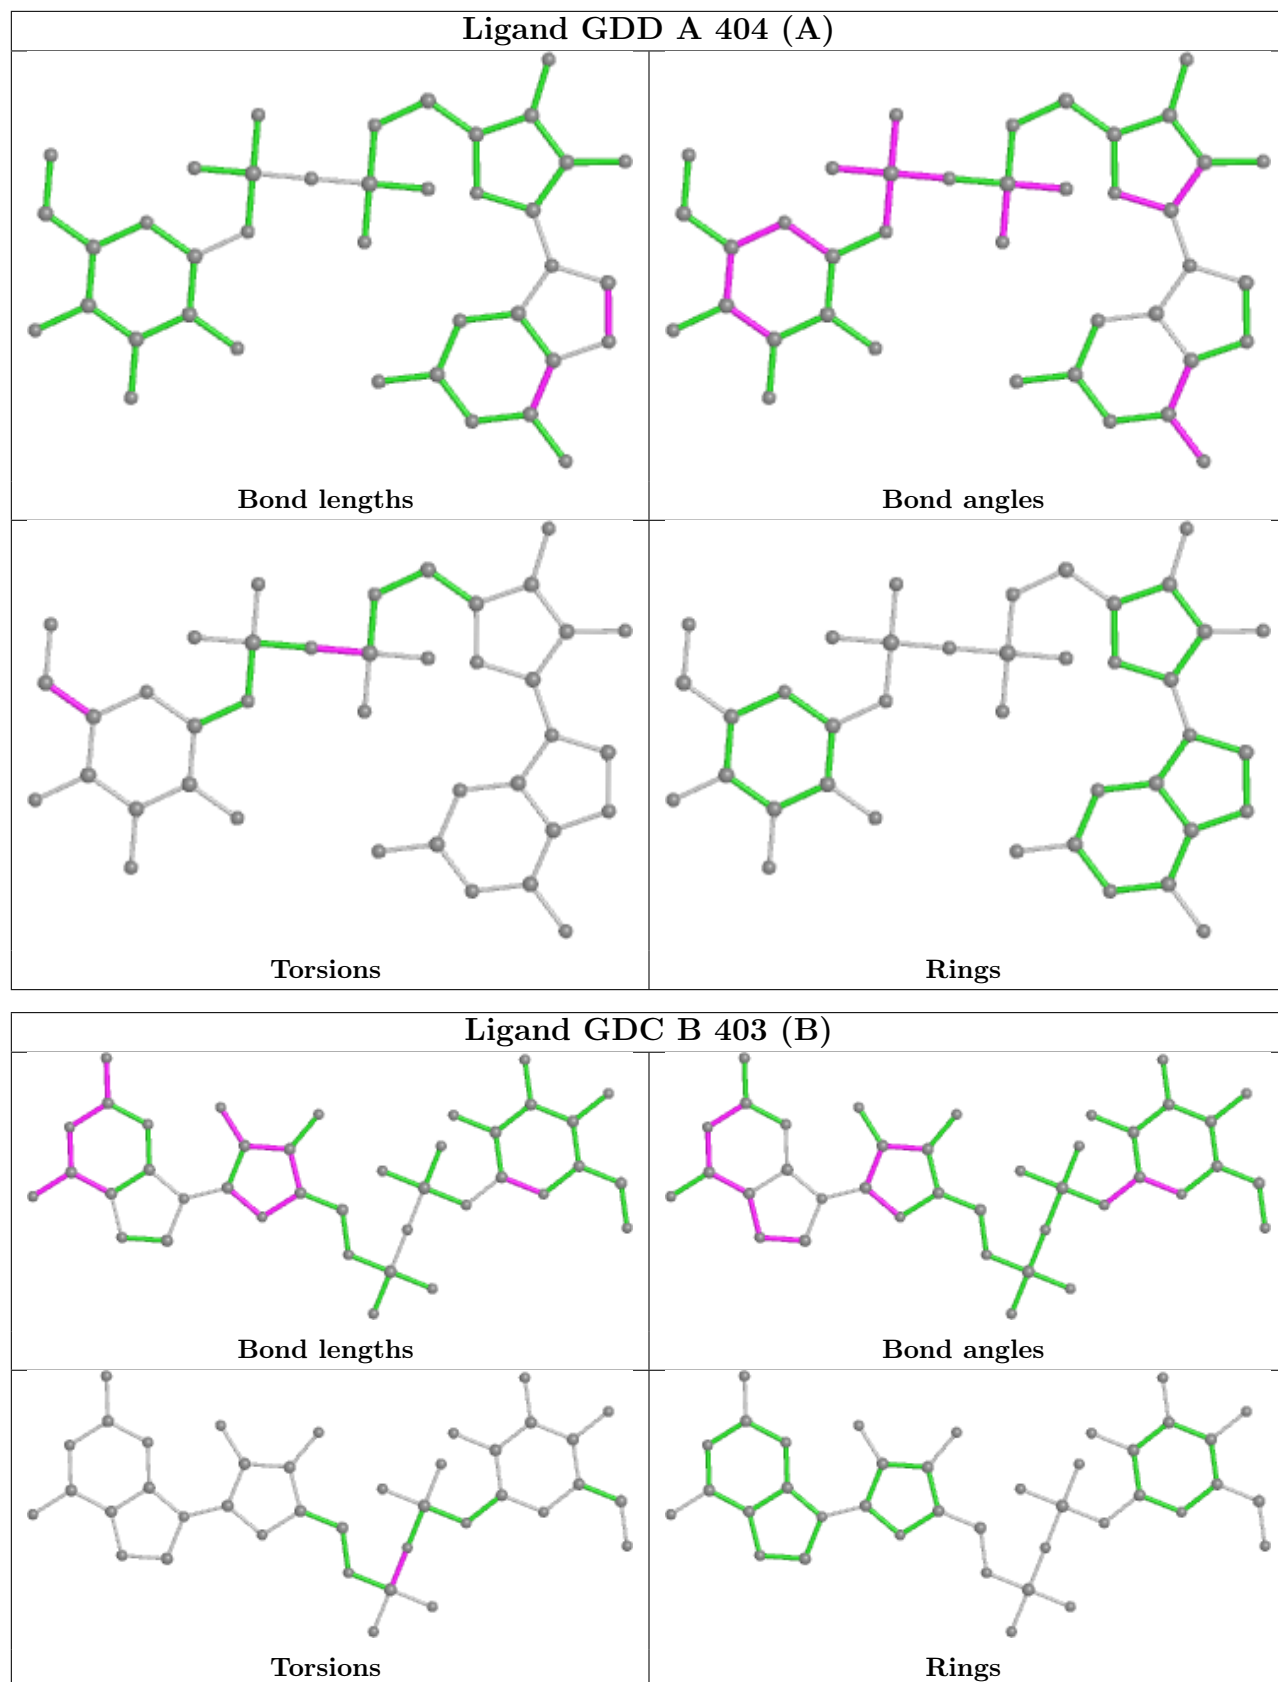 Ligand GDD A 404 (A)
Bond lengths
Bond angles
Torsions
Rings
Ligand GDC B 403 (B)
Bond lengths
Bond angles
Torsions
Rings